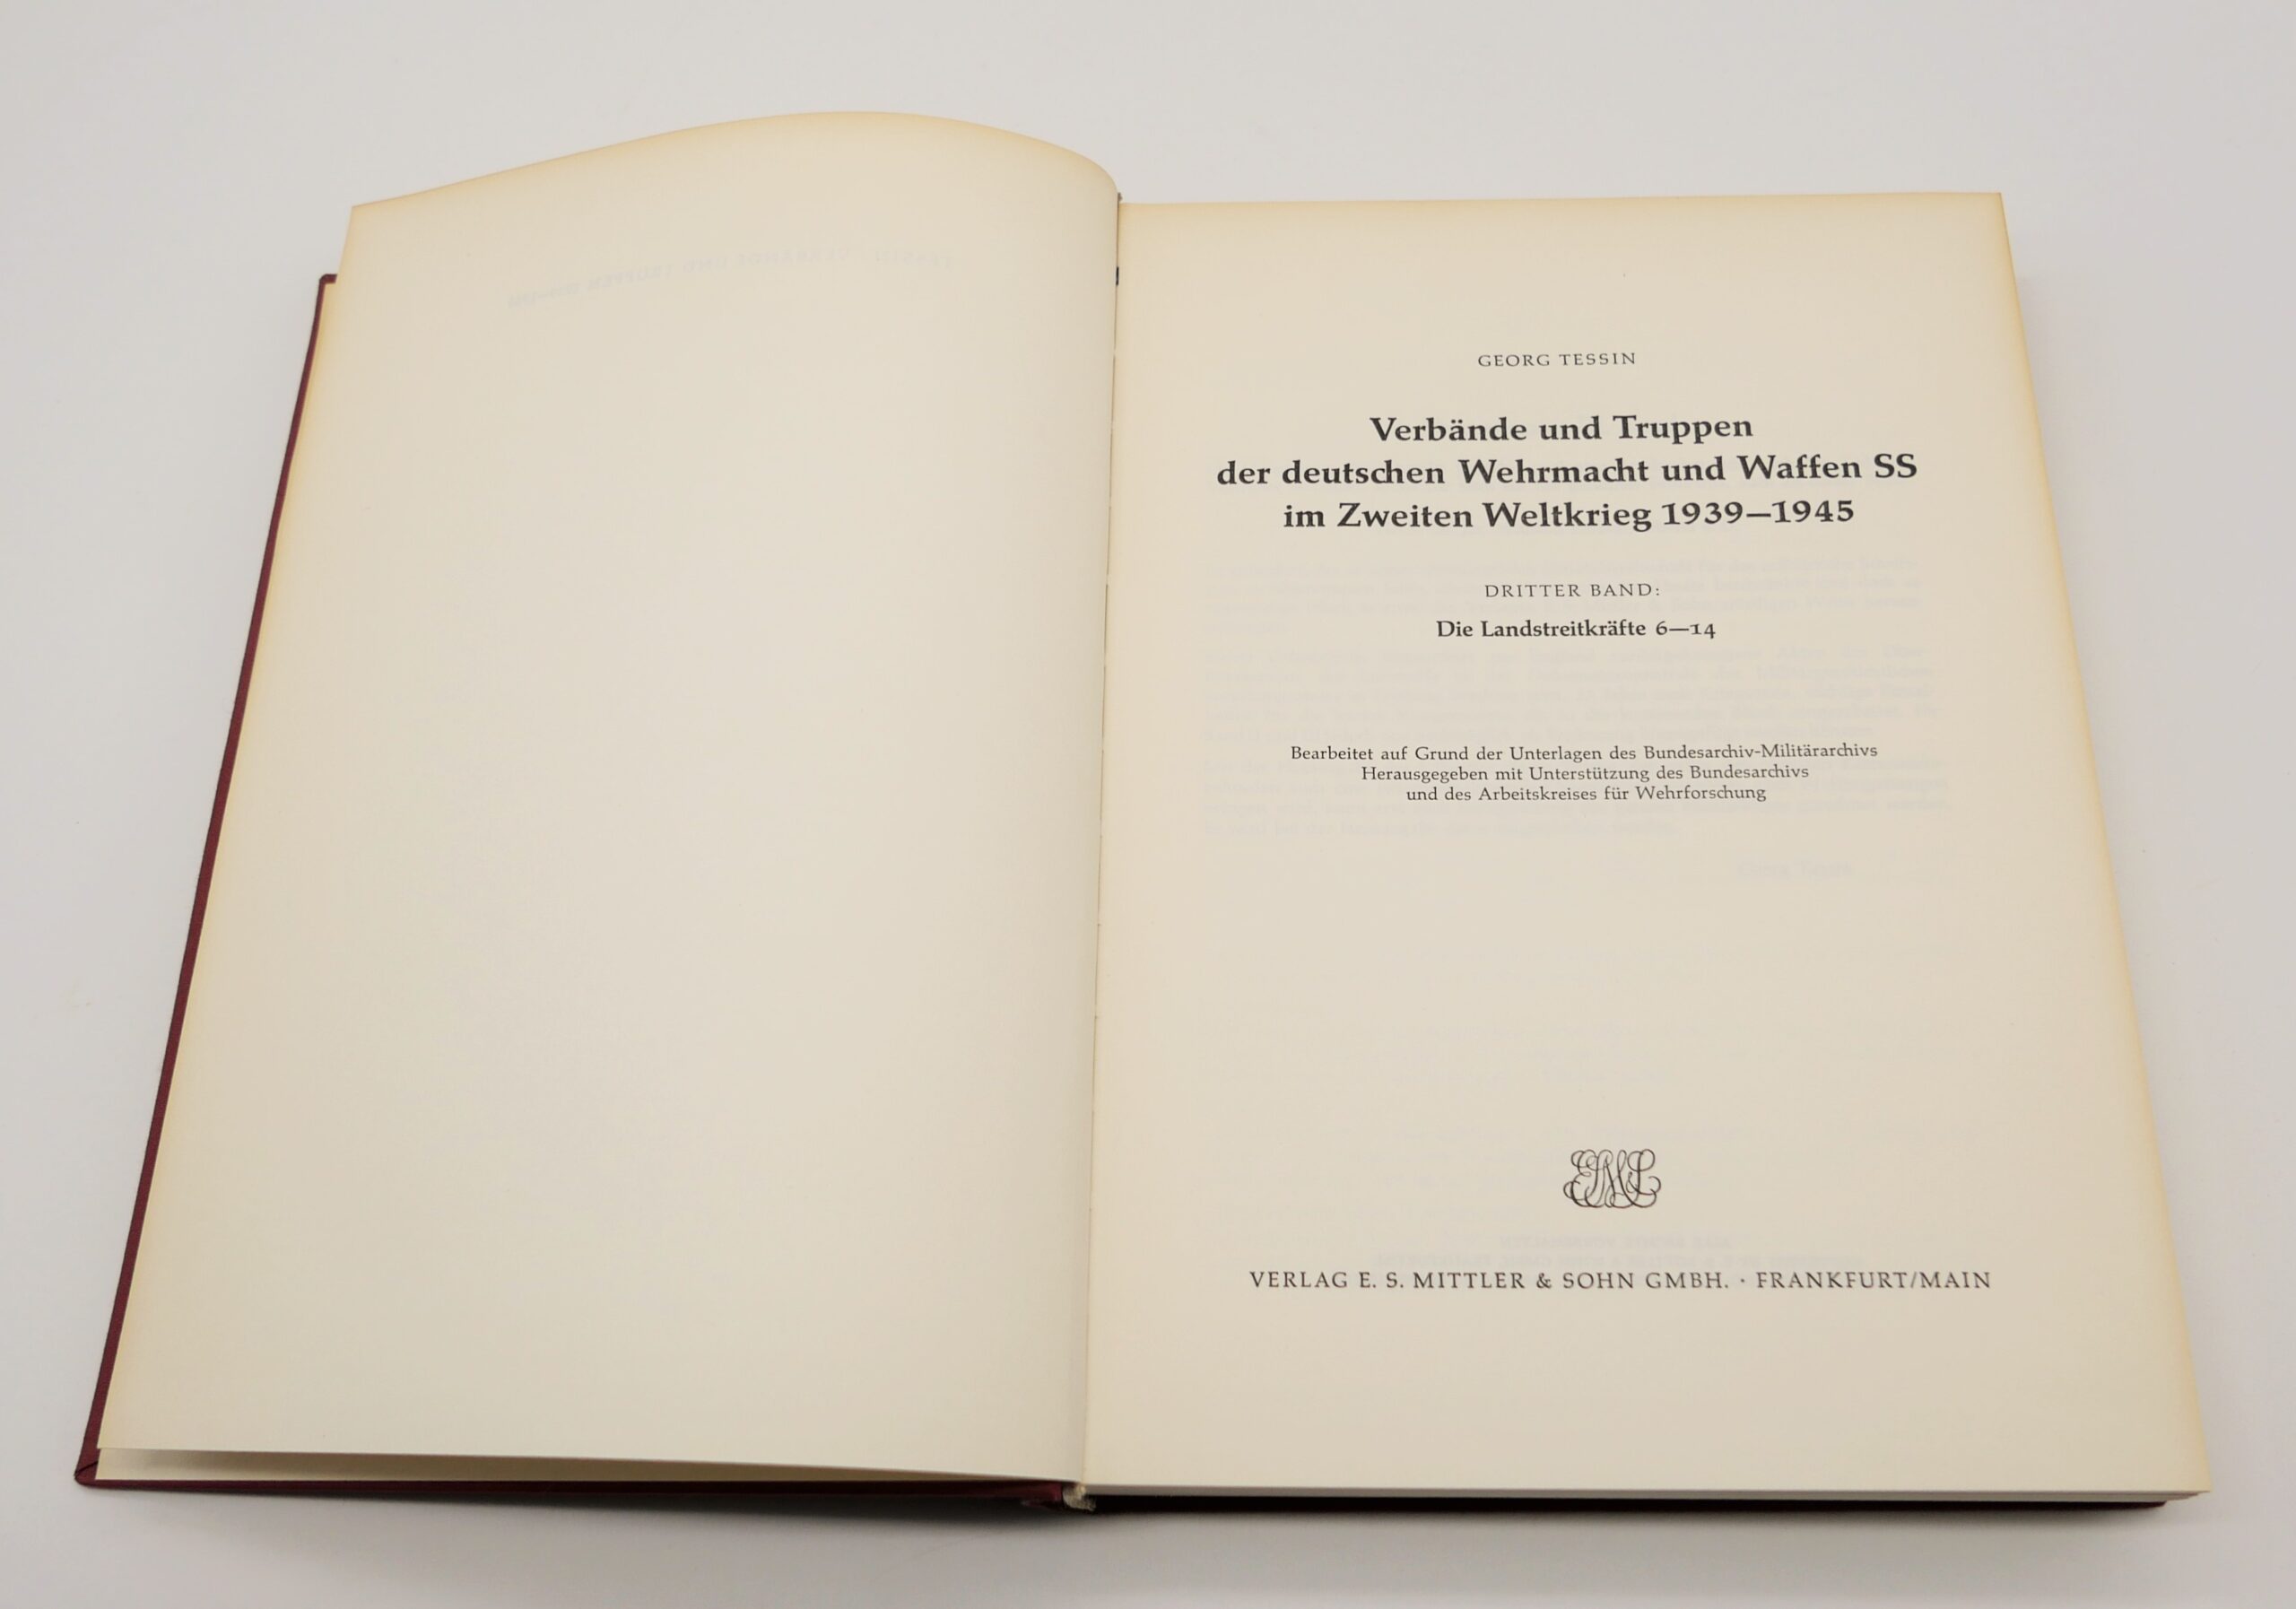 GEORG TESSIN
Verbände und Truppen
der deutschen Wehrmacht und Waffen SS
im Zweiten Weltkrieg 1939–1945
DRITTER BAND:
Die Landstreitkräfte 6–14
Bearbeitet auf Grund der Unterlagen des Bundesarchiv-Militärarchivs
Herausgegeben mit Unterstützung des Bundesarchivs
und des Arbeitskreises für Wehrforschung
VERLAG E. S. MITTLER & SOHN GMBH. · FRANKFURT/MAIN